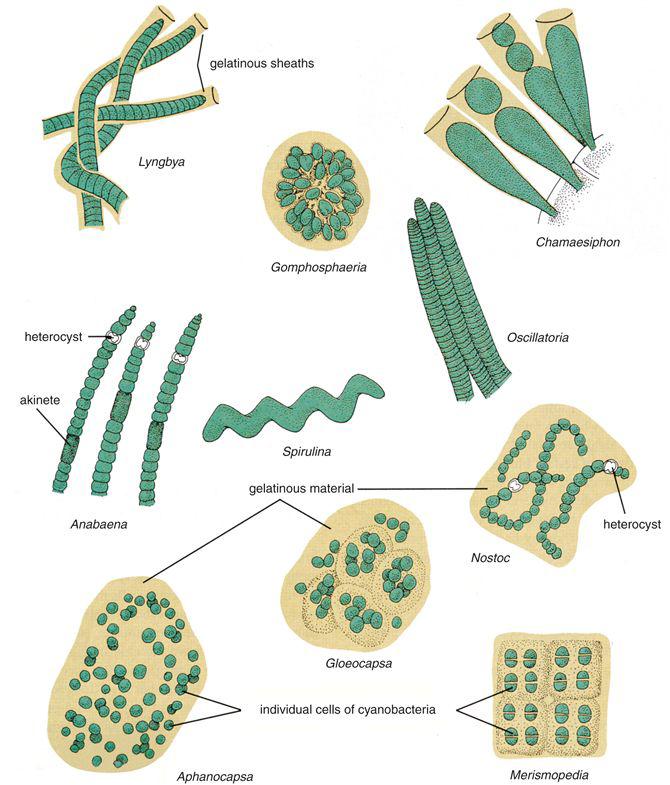 gelatinous sheaths
Lyngbya
Gomphosphaeria
Chamaesiphon
heterocyst
akinete
Oscillatoria
Spirulina
Anabaena
gelatinous material
heterocyst
Nostoc
Gloeocapsa
individual cells of cyanobacteria
Aphanocapsa
Merismopedia